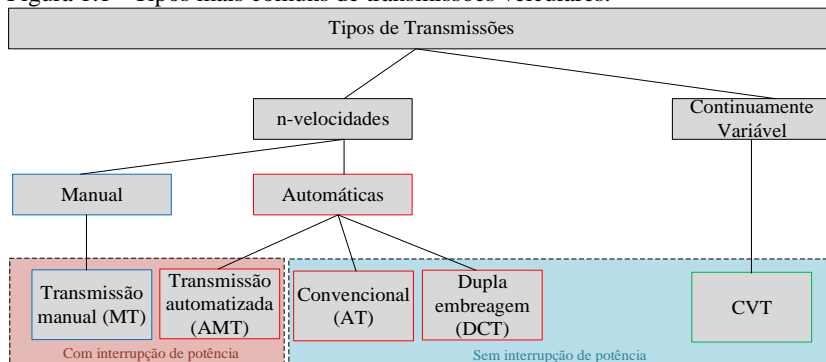 Figura 1.1 - Tipos mais comuns de transmissões veiculares.
Tipos de Transmissões
n-velocidades
Continuamente
Variável
Manual
Automáticas
Transmissão
manual (MT)
Transmissão
automatizada
(AMT)
Convencional
(AT)
Dupla
embreagem
(DCT)
CVT
Com interrupção de potência
Sem interrupção de potência